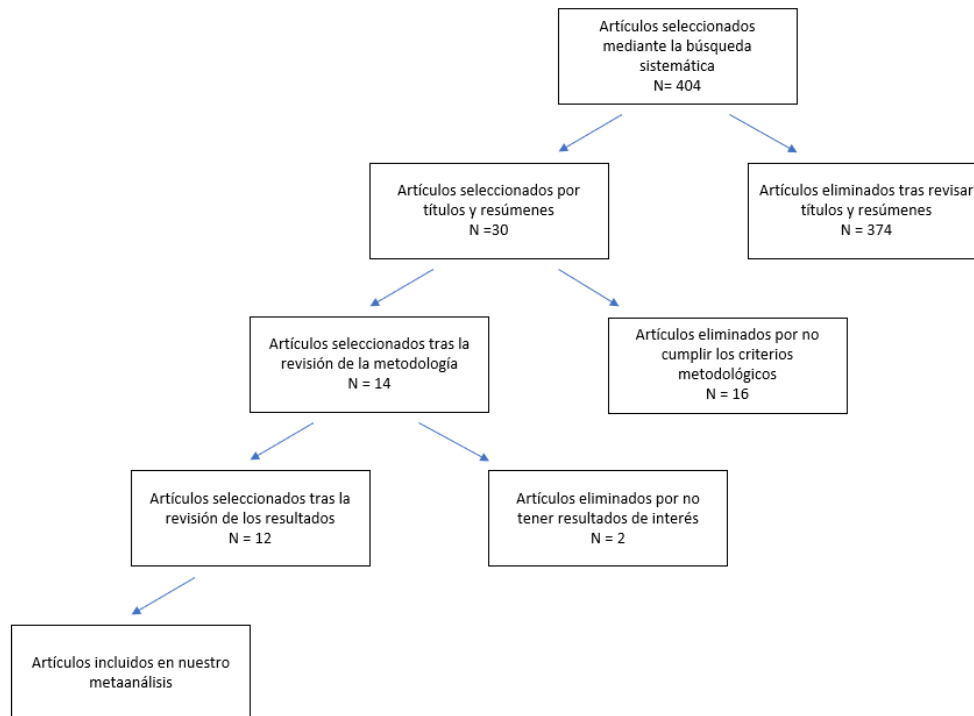 Artículos seleccionados
mediante la búsqueda
sistemática
N= 404
Artículos seleccionados por
títulos y resúmenes
N =30
Artículos eliminados tras revisar
títulos y resúmenes
N = 374
Artículos seleccionados tras la
revisión de la metodología
N = 14
Artículos eliminados por no
cumplir los criterios
metodológicos
N = 16
Artículos seleccionados tras la
revisión de los resultados
N = 12
Artículos eliminados por no
tener resultados de interés
N = 2
Artículos incluidos en nuestro
metaanálisis